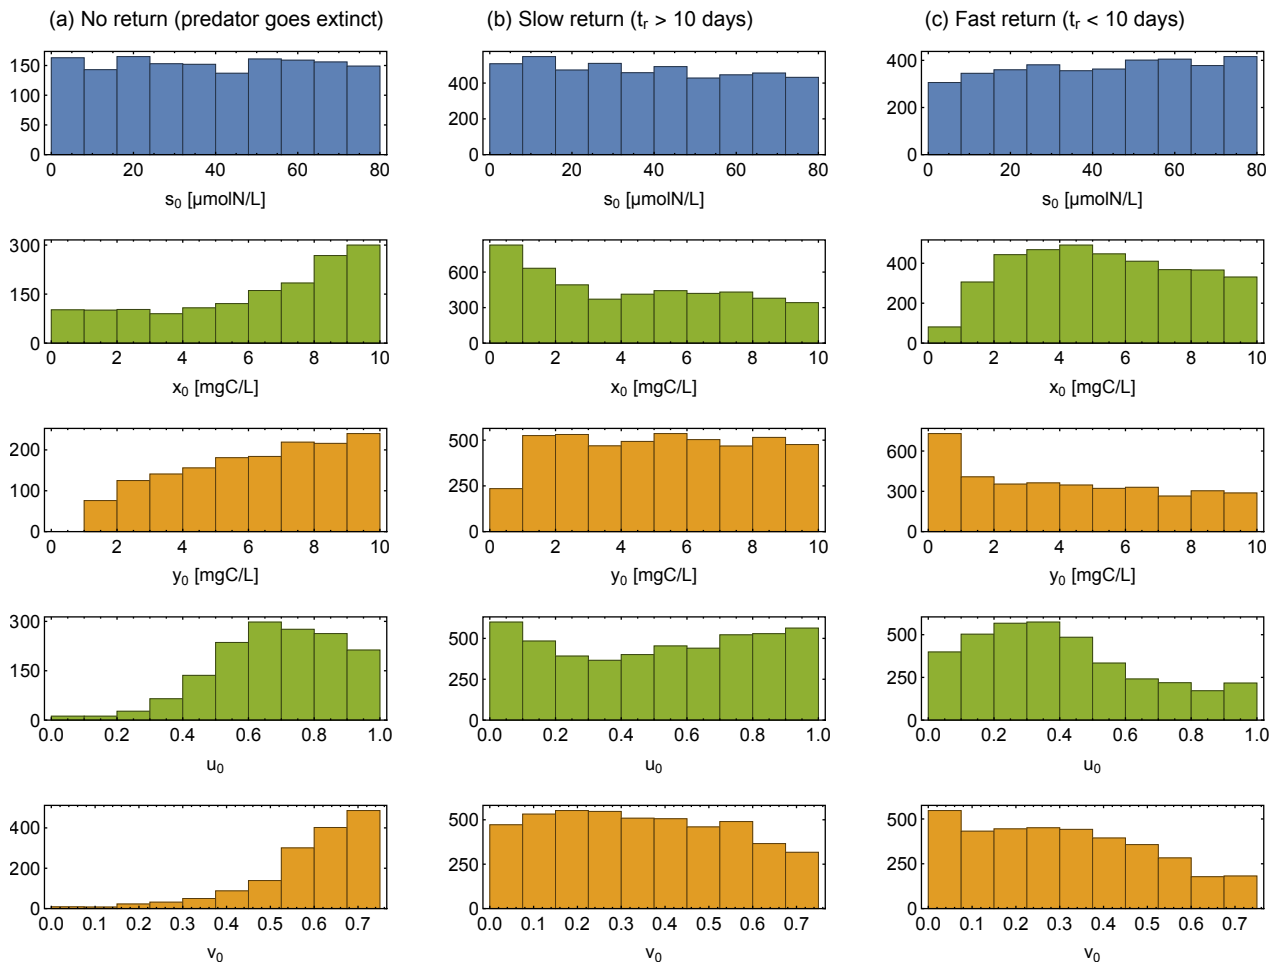 (a) No return (predator goes extinct)
(b) Slow return (tr > 10 days)
(c) Fast return (tr < 10 days)
150
100
50
0
0 20 40 60 80
s0 [µmolN/L]
400
200
0
0 20 40 60 80
s0 [µmolN/L]
400
200
0
0 20 40 60 80
s0 [µmolN/L]
300
150
0
0 2 4 6 8 10
x0 [mgC/L]
600
300
0
0 2 4 6 8 10
x0 [mgC/L]
400
200
0
0 2 4 6 8 10
x0 [mgC/L]
200
100
0
0 2 4 6 8 10
y0 [mgC/L]
500
250
0
0 2 4 6 8 10
y0 [mgC/L]
600
300
0
0 2 4 6 8 10
y0 [mgC/L]
300
150
0
0.0 0.2 0.4 0.6 0.8 1.0
u0
500
250
0
0.0 0.2 0.4 0.6 0.8 1.0
u0
500
250
0
0.0 0.2 0.4 0.6 0.8 1.0
u0
400
200
0
0.0 0.1 0.2 0.3 0.4 0.5 0.6 0.7
v0
500
250
0
0.0 0.1 0.2 0.3 0.4 0.5 0.6 0.7
v0
500
250
0
0.0 0.1 0.2 0.3 0.4 0.5 0.6 0.7
v0